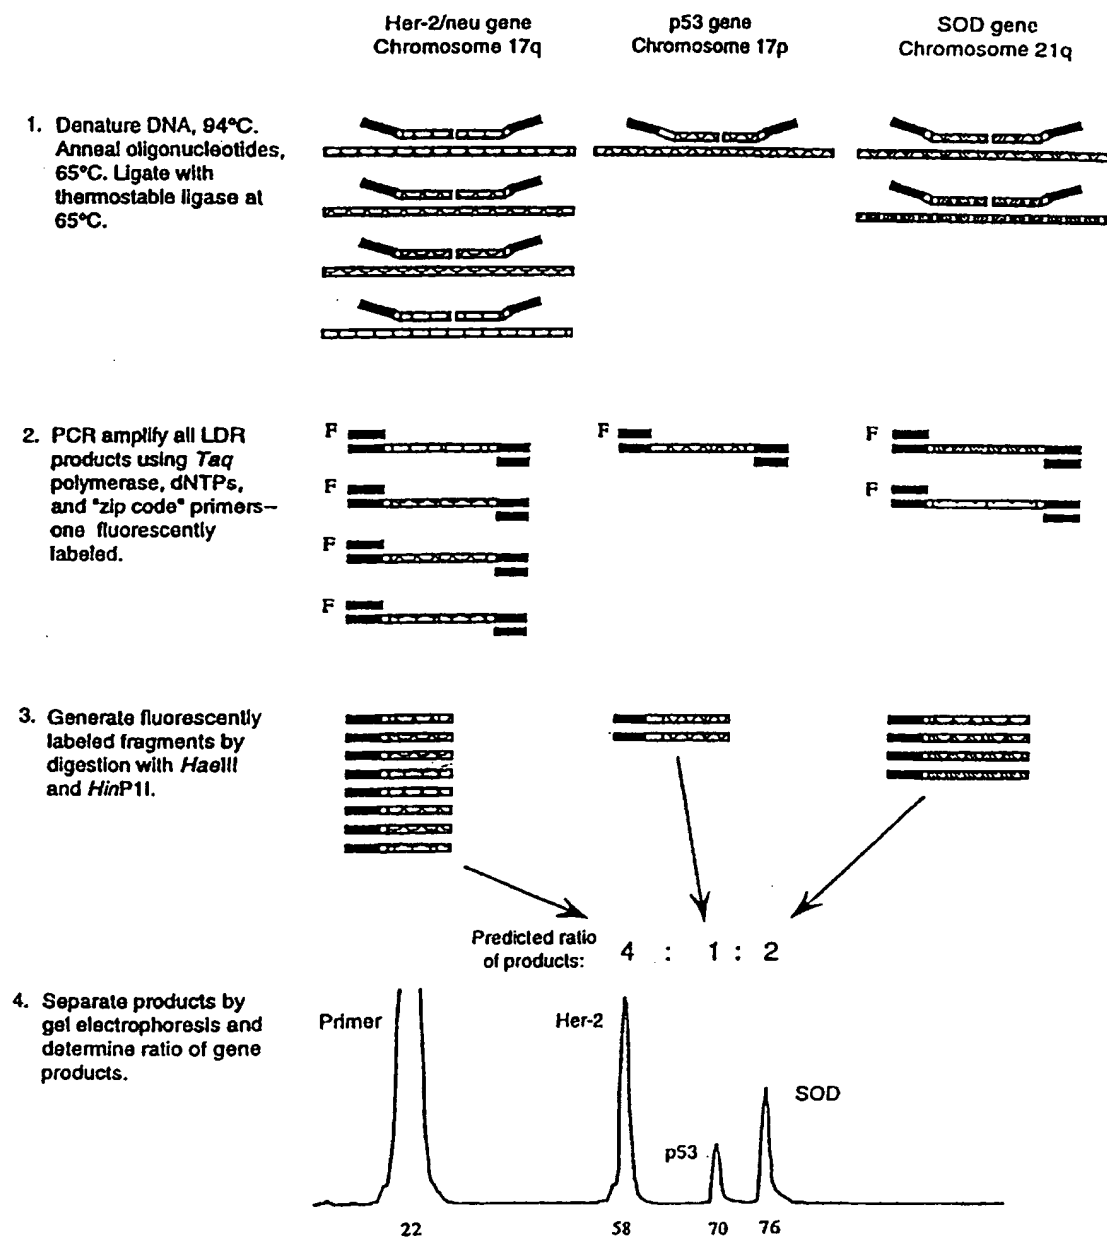 Her-2/neu gene
Chromosome 17q
p53 gene
Chromosome 17p
SOD gene
Chromosome 21q
1. Denature DNA, 94°C.
Anneal oligonucleotides,
65°C. Ligate with
thermostable ligase at
65°C.
2. PCR amplify all LDR
products using Taq
polymerase, dNTPs,
and "zip code" primers–
one fluorescently
labeled.
F
F
F
F
F
F
F
3. Generate fluorescently
labeled fragments by
digestion with HaeIII
and HinP1I.
Predicted ratio
of products:
4 : 1 : 2
4. Separate products by
gel electrophoresis and
determine ratio of gene
products.
Primer
Her-2
p53
SOD
22
58
70
76